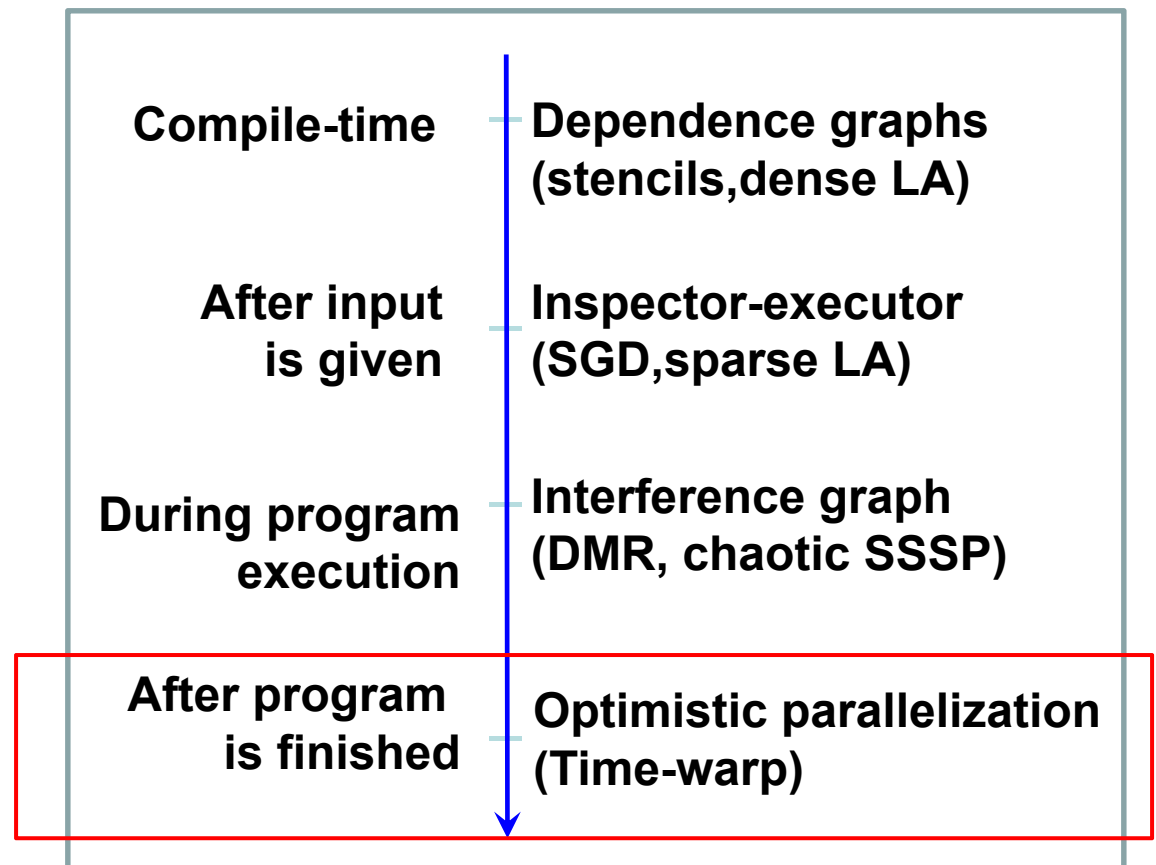 Compile-time
Dependence graphs
(stencils,dense LA)
After input
is given
Inspector-executor
(SGD,sparse LA)
During program
execution
Interference graph
(DMR, chaotic SSSP)
After program
is finished
Optimistic parallelization
(Time-warp)